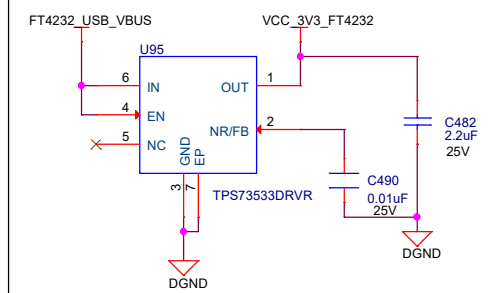 FT4232_USB_VBUS
VCC_3V3_FT4232
U95
6
IN
OUT
1
4
EN
5
NC
NR/FB
2
GND
EP
3
7
TPS73533DRVR
C482
2.2uF
25V
C490
0.01uF
25V
DGND
DGND